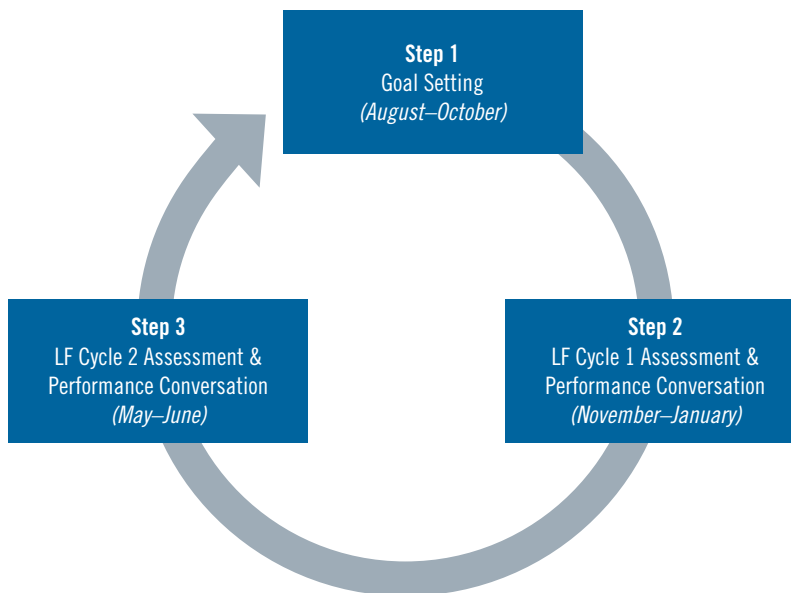 Step 1
Goal Setting
(August–October)
Step 3
LF Cycle 2 Assessment &
Performance Conversation
(May–June)
Step 2
LF Cycle 1 Assessment &
Performance Conversation
(November–January)